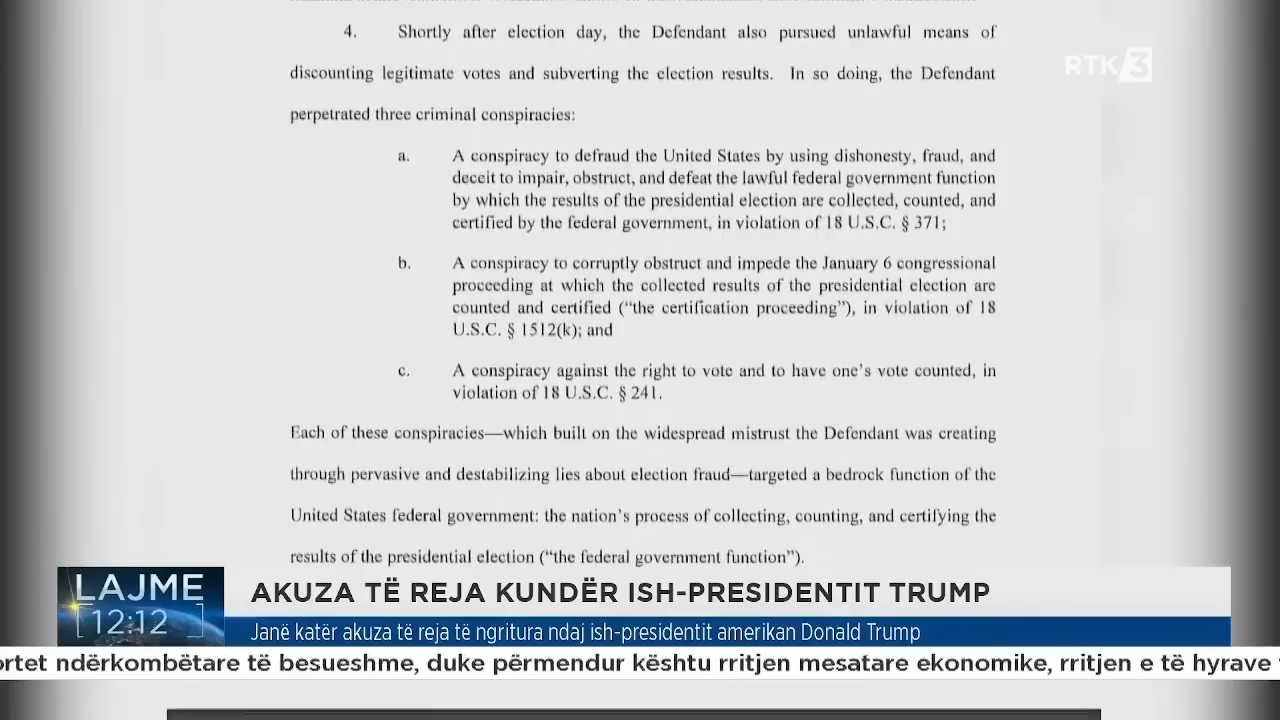 4. Shortly after election day, the Defendant also pursued unlawful means of
discounting legitimate votes and subverting the election results. In so doing, the Defendant
perpetrated three criminal conspiracies:
a. A conspiracy to defraud the United States by using dishonesty, fraud, and
deceit to impair, obstruct, and defeat the lawful federal government function
by which the results of the presidential election are collected, counted, and
certified by the federal government, in violation of 18 U.S.C. § 371;
b. A conspiracy to corruptly obstruct and impede the January 6 congressional
proceeding at which the collected results of the presidential election are
counted and certified (“the certification proceeding”), in violation of 18
U.S.C. § 1512(k); and
c. A conspiracy against the right to vote and to have one’s vote counted, in
violation of 18 U.S.C. § 241.
Each of these conspiracies—which built on the widespread mistrust the Defendant was creating
through pervasive and destabilizing lies about election fraud—targeted a bedrock function of the
United States federal government: the nation’s process of collecting, counting, and certifying the
results of the presidential election (“the federal government function”).
RTK 3
LAJME
12:12
AKUZA TË REJA KUNDËR ISH-PRESIDENTIT TRUMP
Janë katër akuza të reja të ngritura ndaj ish-presidentit amerikan Donald Trump
ortet ndërkombëtare të besueshme, duke përmendur kështu rritjen mesatare ekonomike, rritjen e të hyrave